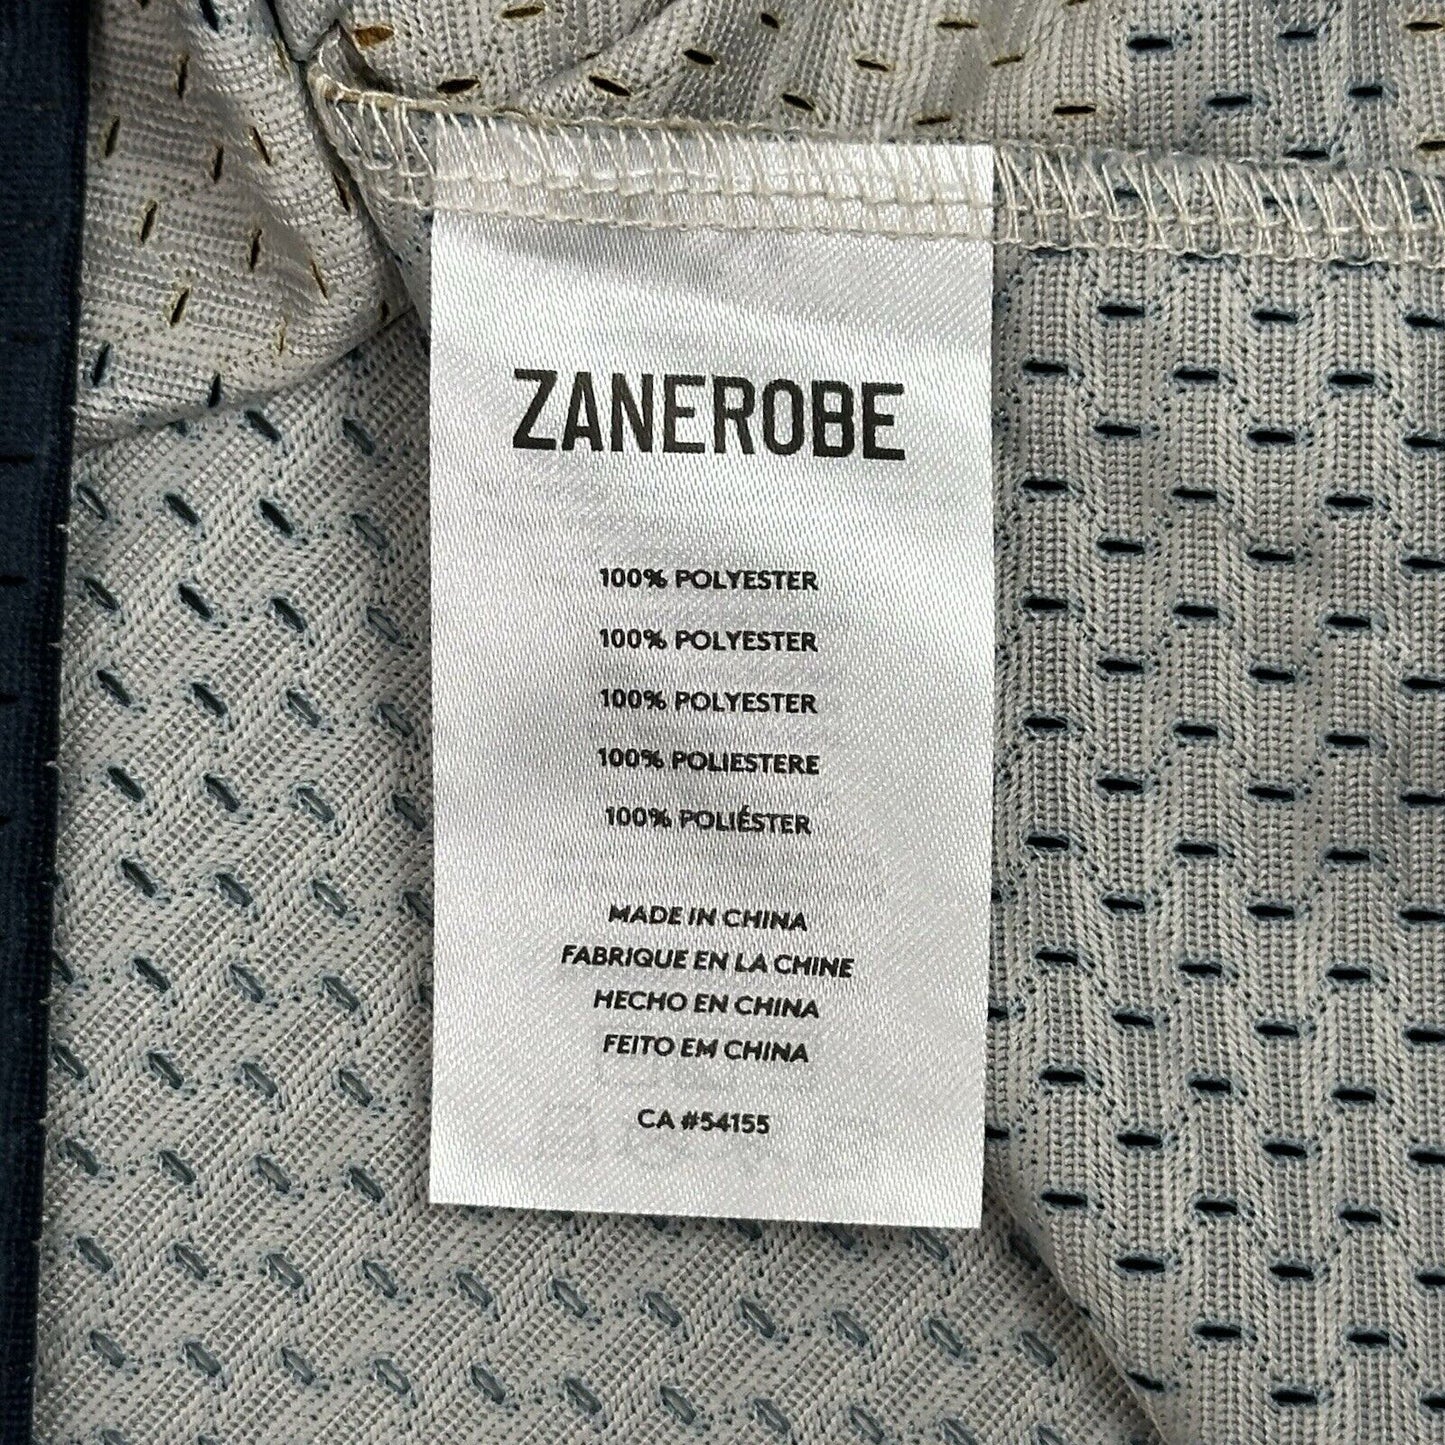 ZANEROBE
100% POLYESTER
100% POLYESTER
100% POLYESTER
100% POLIESTERE
100% POLIÉSTER
MADE IN CHINA
FABRIQUE EN LA CHINE
HECHO EN CHINA
FEITO EM CHINA
CA #54155